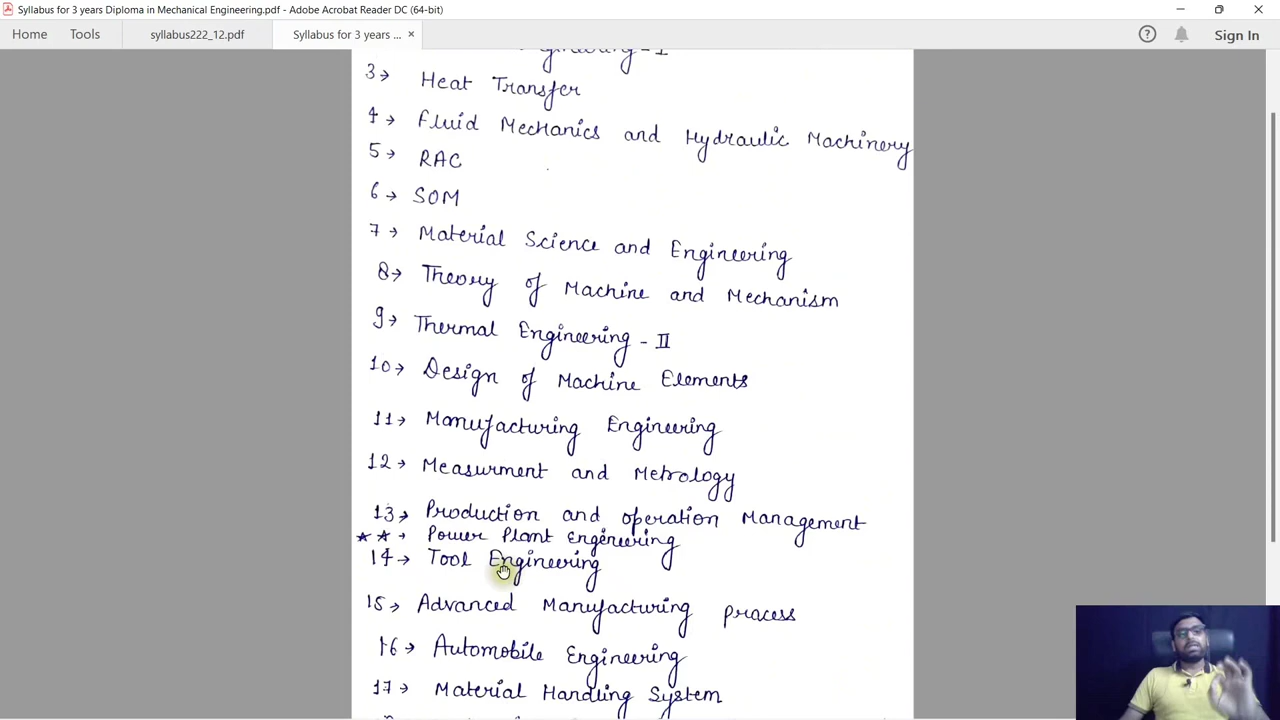 Syllabus for 3 years Diploma in Mechanical Engineering.pdf - Adobe Acrobat Reader DC (64-bit)
Home Tools syllabus222_12.pdf Syllabus for 3 years ... × Sign In
3→ Heat Transfer
4→ Fluid Mechanics and Hydraulic Machinery
5→ RAC
6→ SOM
7→ Material Science and Engineering
8→ Theory of Machine and Mechanism
9→ Thermal Engineering - II
10→ Design of Machine Elements
11→ Manufacturing Engineering
12→ Measurment and Metrology
13→ Production and operation Management
★★→ Power Plant Engineering
14→ Tool Engineering
15→ Advanced Manufacturing process
16→ Automobile Engineering
17→ Material Handling System